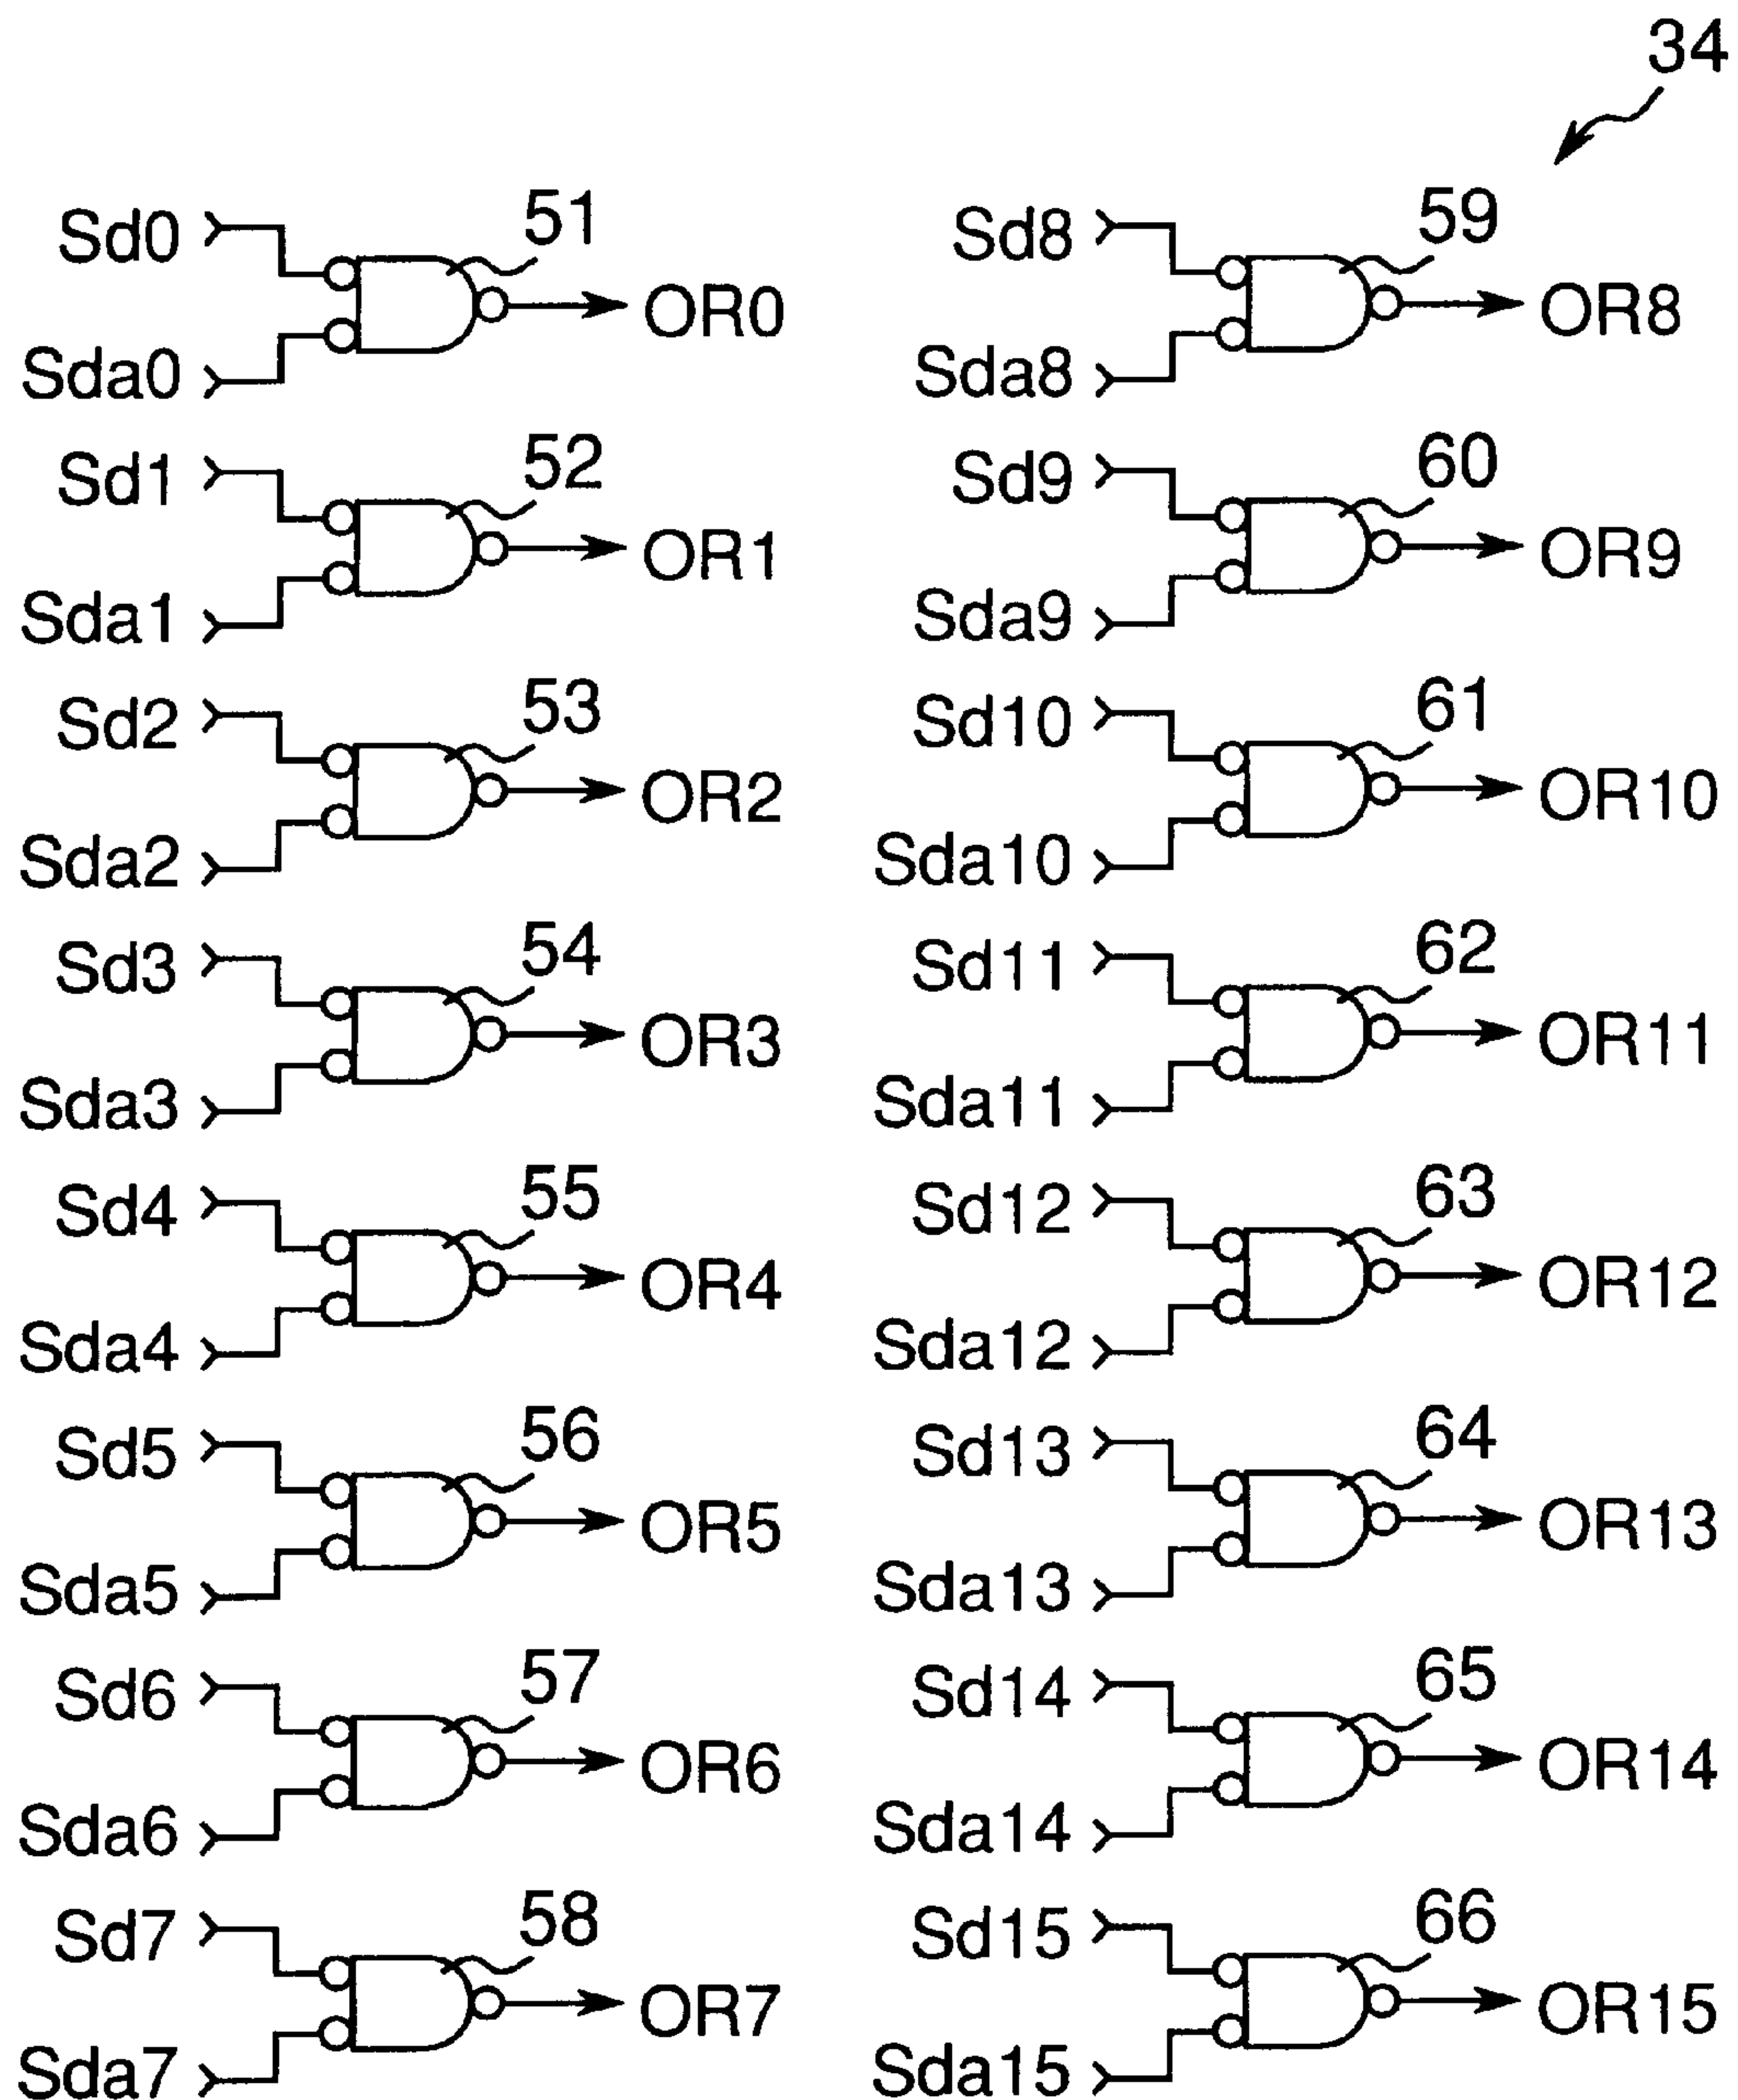 34
Sd0 51
OR0
Sda0
Sd1 52
OR1
Sda1
Sd2 53
OR2
Sda2
Sd3 54
OR3
Sda3
Sd4 55
OR4
Sda4
Sd5 56
OR5
Sda5
Sd6 57
OR6
Sda6
Sd7 58
OR7
Sda7
Sd8 59
OR8
Sda8
Sd9 60
OR9
Sda9
Sd10 61
OR10
Sda10
Sd11 62
OR11
Sda11
Sd12 63
OR12
Sda12
Sd13 64
OR13
Sda13
Sd14 65
OR14
Sda14
Sd15 66
OR15
Sda15